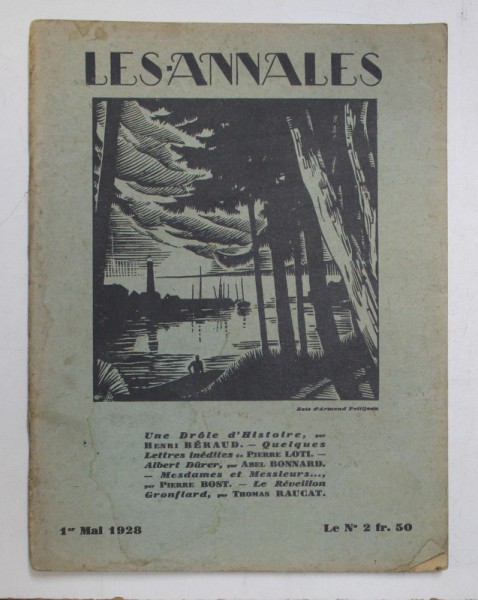 LES·ANNALES
Bois d'Armand Petitjean
Une Drôle d'Histoire, par
HENRI BÉRAUD. — Quelques
Lettres inédites de PIERRE LOTI. —
Albert Dürer, par ABEL BONNARD.
— Mesdames et Messieurs...,
par PIERRE BOST. — Le Réveillon
Gronflard, par THOMAS RAUCAT.
1er Mai 1928
Le No 2 fr. 50